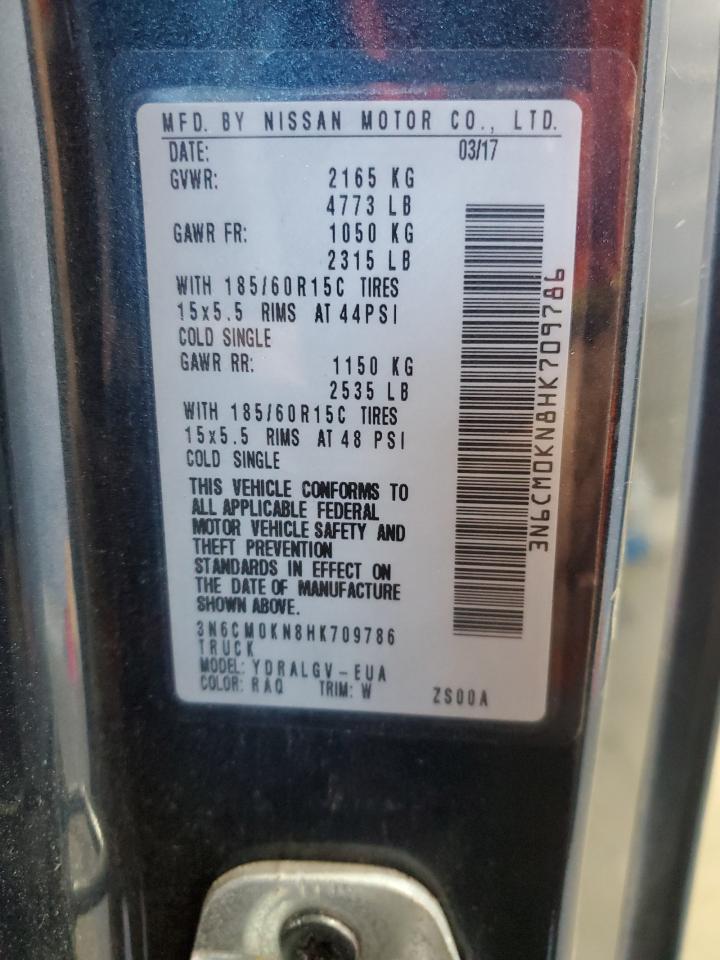 MFD. BY NISSAN MOTOR CO., LTD.
DATE: 03/17
GVWR: 2165 KG
4773 LB
GAWR FR: 1050 KG
2315 LB
WITH 185/60R15C TIRES
15x5.5 RIMS AT 44PSI
COLD SINGLE
GAWR RR: 1150 KG
2535 LB
WITH 185/60R15C TIRES
15x5.5 RIMS AT 48 PSI
COLD SINGLE
THIS VEHICLE CONFORMS TO
ALL APPLICABLE FEDERAL
MOTOR VEHICLE SAFETY AND
THEFT PREVENTION
STANDARDS IN EFFECT ON
THE DATE OF MANUFACTURE
SHOWN ABOVE.
3N6CM0KN8HK709786
TRUCK
MODEL: YDRALGV-EUA
COLOR: RAQ TRIM: W ZS00A
3N6CM0KN8HK709786